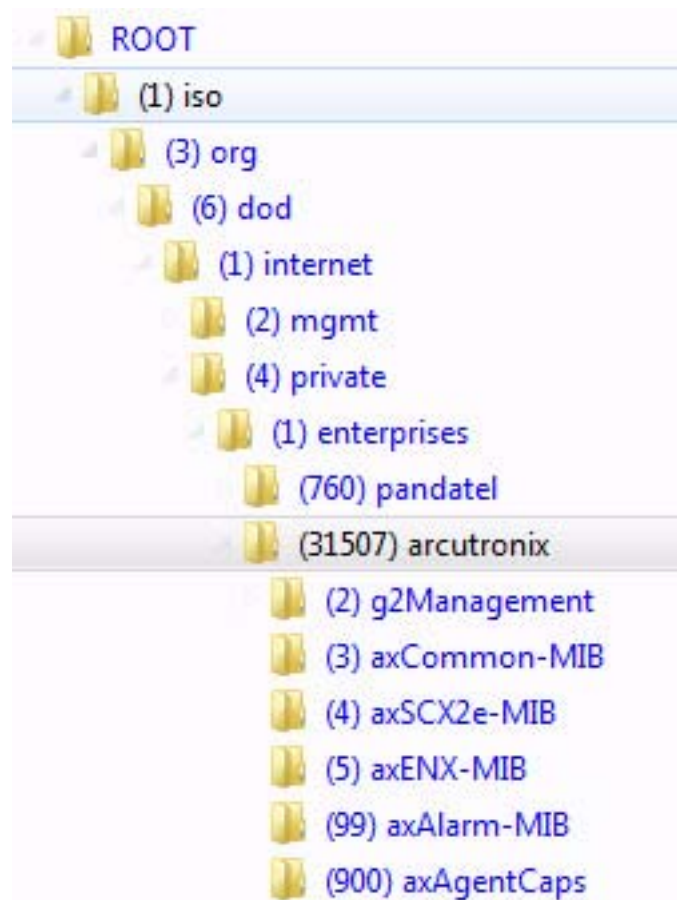 ROOT
(1) iso
(3) org
(6) dod
(1) internet
(2) mgmt
(4) private
(1) enterprises
(760) pandatel
(31507) arcutronix
(2) g2Management
(3) axCommon-MIB
(4) axSCX2e-MIB
(5) axENX-MIB
(99) axAlarm-MIB
(900) axAgentCaps